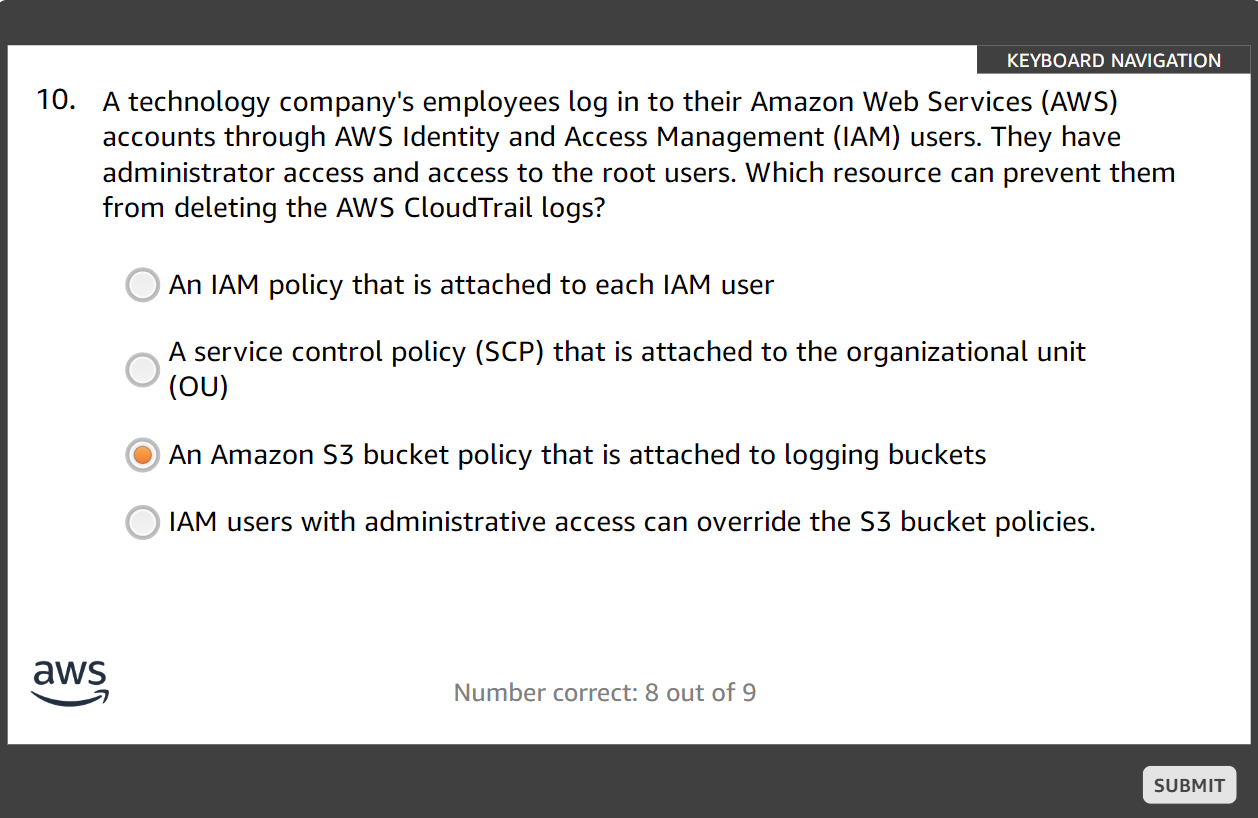 KEYBOARD NAVIGATION
10. A technology company's employees log in to their Amazon Web Services (AWS)
accounts through AWS Identity and Access Management (IAM) users. They have
administrator access and access to the root users. Which resource can prevent them
from deleting the AWS CloudTrail logs?
An IAM policy that is attached to each IAM user
A service control policy (SCP) that is attached to the organizational unit
(OU)
An Amazon S3 bucket policy that is attached to logging buckets
IAM users with administrative access can override the S3 bucket policies.
aws
Number correct: 8 out of 9
SUBMIT